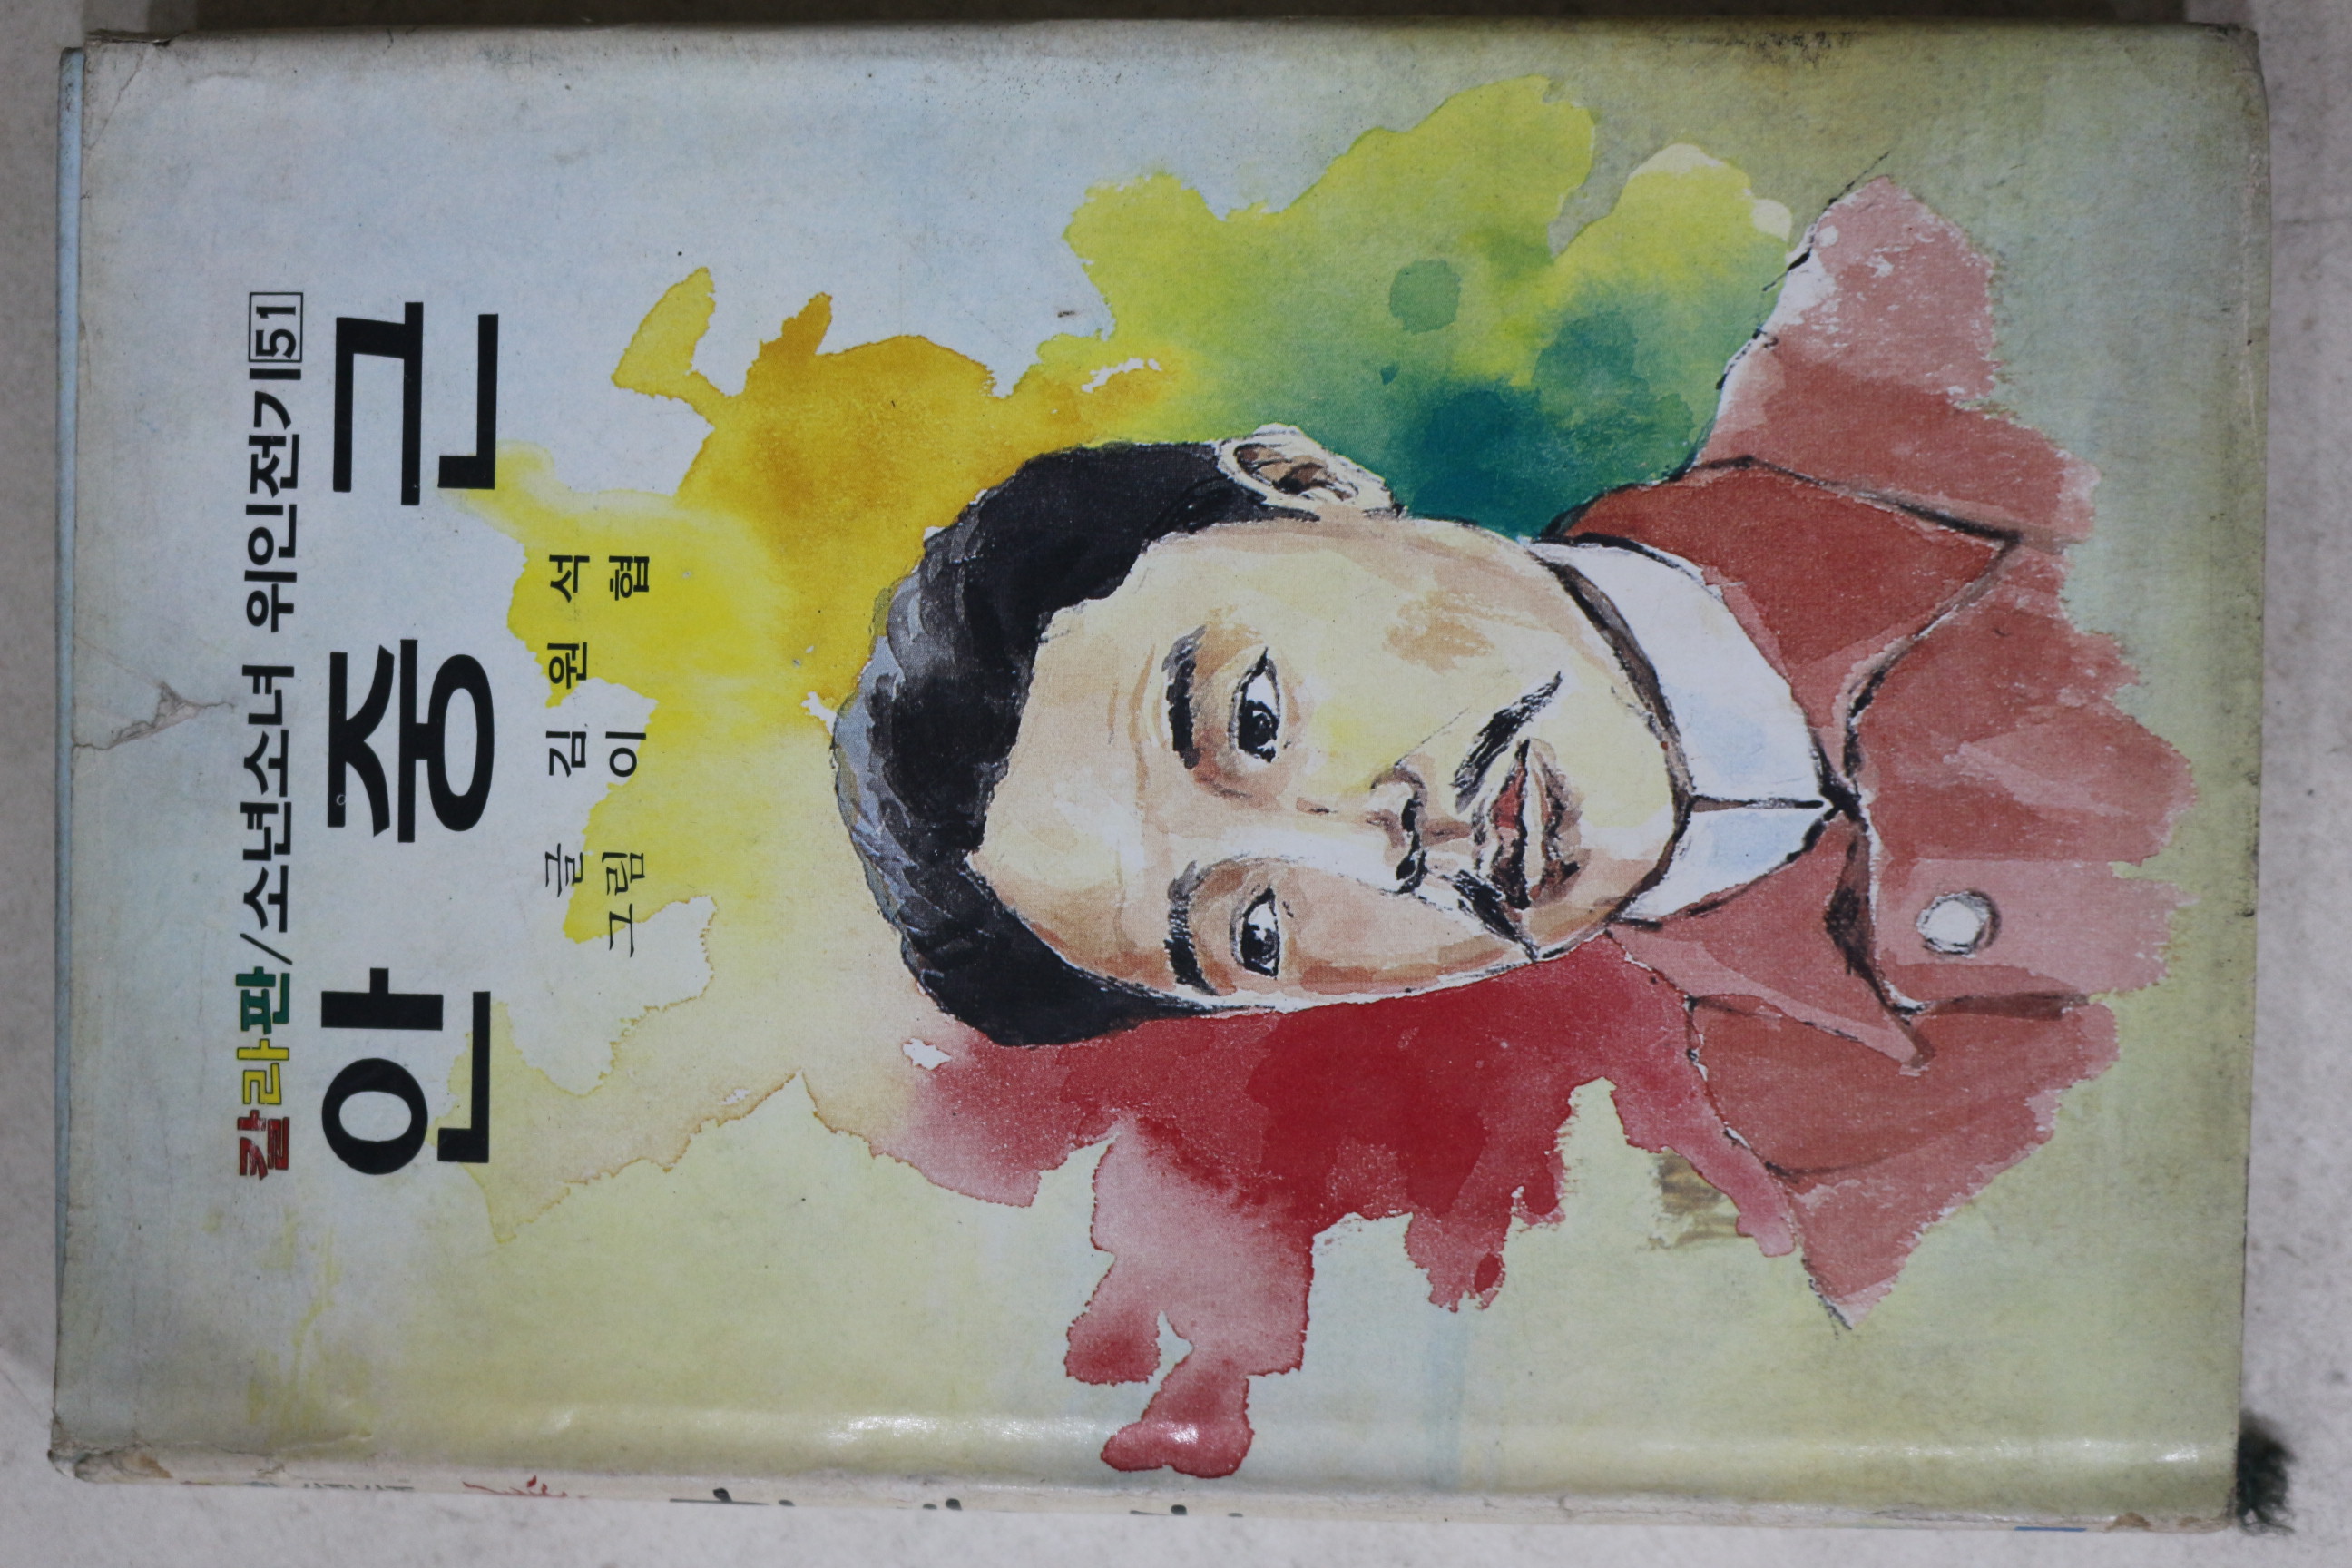 칼라판/소년소녀 위인전기 51
안중근
글 김원석
그림 이협